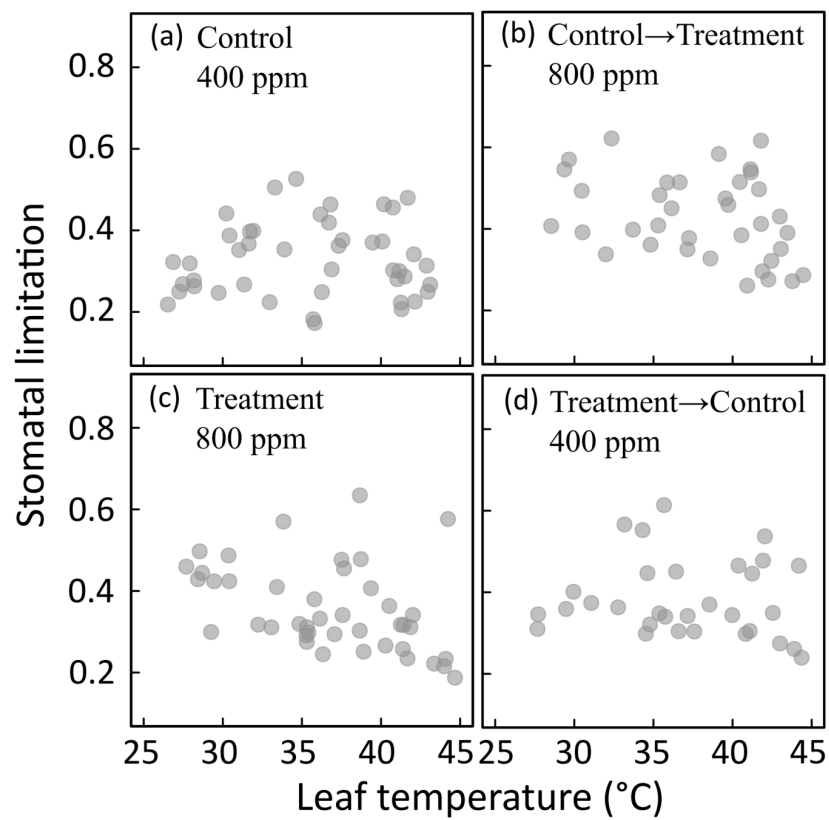 (a) Control
400 ppm
(b) Control→Treatment
800 ppm
0.8
0.6
0.4
0.2
Stomatal limitation
(c) Treatment
800 ppm
(d) Treatment→Control
400 ppm
0.8
0.6
0.4
0.2
25 30 35 40 45 25 30 35 40 45
Leaf temperature (°C)